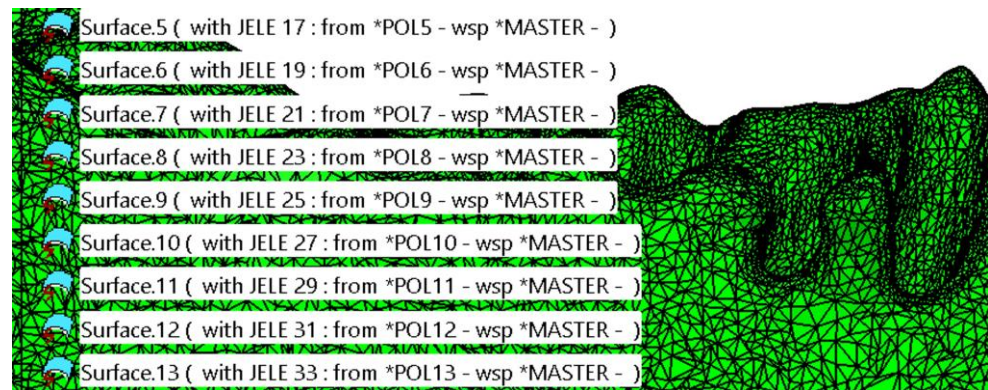 Surface.5 ( with JELE 17 : from *POL5 - wsp *MASTER - )
Surface.6 ( with JELE 19 : from *POL6 - wsp *MASTER - )
Surface.7 ( with JELE 21 : from *POL7 - wsp *MASTER - )
Surface.8 ( with JELE 23 : from *POL8 - wsp *MASTER - )
Surface.9 ( with JELE 25 : from *POL9 - wsp *MASTER - )
Surface.10 ( with JELE 27 : from *POL10 - wsp *MASTER - )
Surface.11 ( with JELE 29 : from *POL11 - wsp *MASTER - )
Surface.12 ( with JELE 31 : from *POL12 - wsp *MASTER - )
Surface.13 ( with JELE 33 : from *POL13 - wsp *MASTER - )